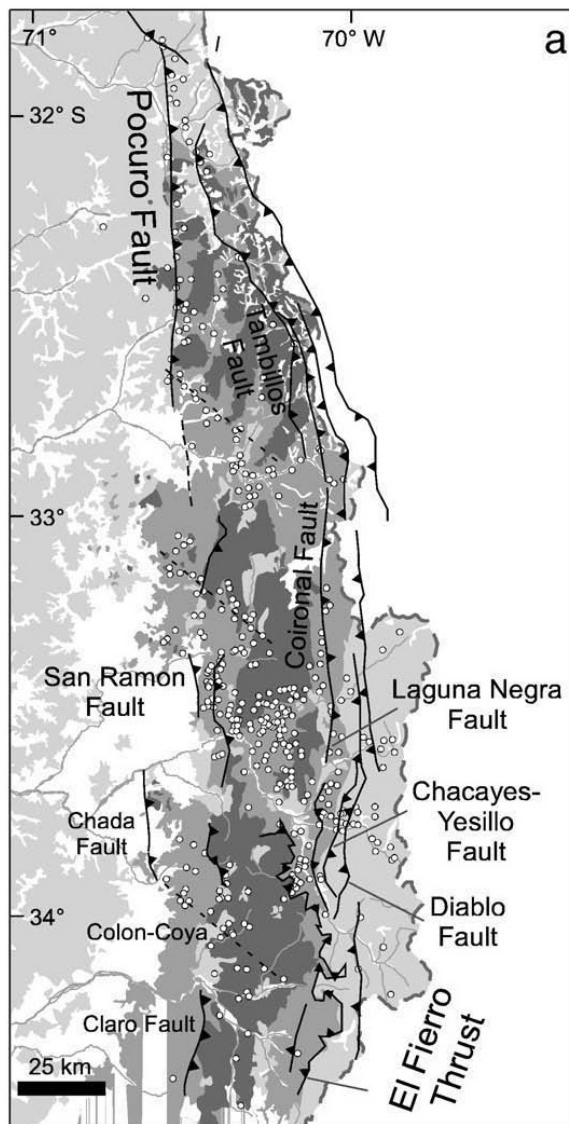 71°
I
70° W
a
32° S
Pocuro Fault
Tambillos
Fault
33°
Coironal Fault
San Ramon
Fault
Laguna Negra
Fault
Chada
Fault
Chacayes-
Yesillo
Fault
34°
Colon-Coya
Diablo
Fault
Claro Fault
El Fierro
Thrust
25 km